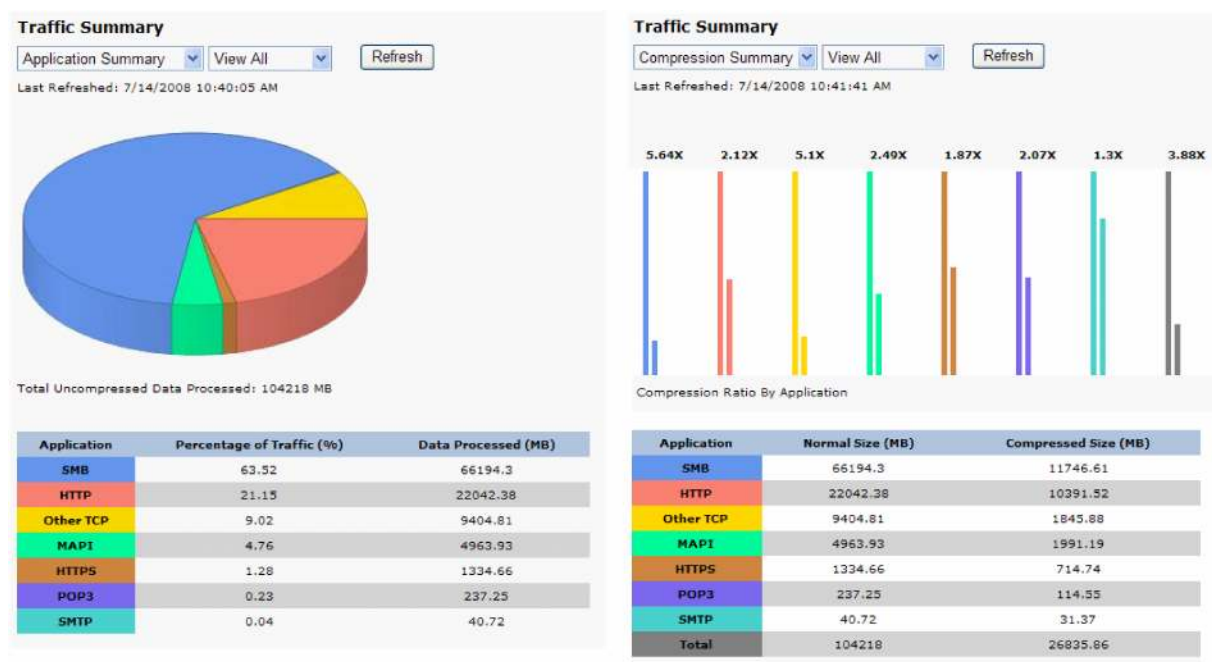 Traffic Summary
Application Summary View All Refresh
Last Refreshed: 7/14/2008 10:40:05 AM
Total Uncompressed Data Processed: 104218 MB
Application Percentage of Traffic (%) Data Processed (MB)
SMB 63.52 66194.3
HTTP 21.15 22042.38
Other TCP 9.02 9404.81
MAPI 4.76 4963.93
HTTPS 1.28 1334.66
POP3 0.23 237.25
SMTP 0.04 40.72
Traffic Summary
Compression Summary View All Refresh
Last Refreshed: 7/14/2008 10:41:41 AM
5.64X 2.12X 5.1X 2.49X 1.87X 2.07X 1.3X 3.88X
Compression Ratio By Application
Application Normal Size (MB) Compressed Size (MB)
SMB 66194.3 11746.61
HTTP 22042.38 10391.52
Other TCP 9404.81 1845.88
MAPI 4963.93 1991.19
HTTPS 1334.66 714.74
POP3 237.25 114.55
SMTP 40.72 31.37
Total 104218 26835.86